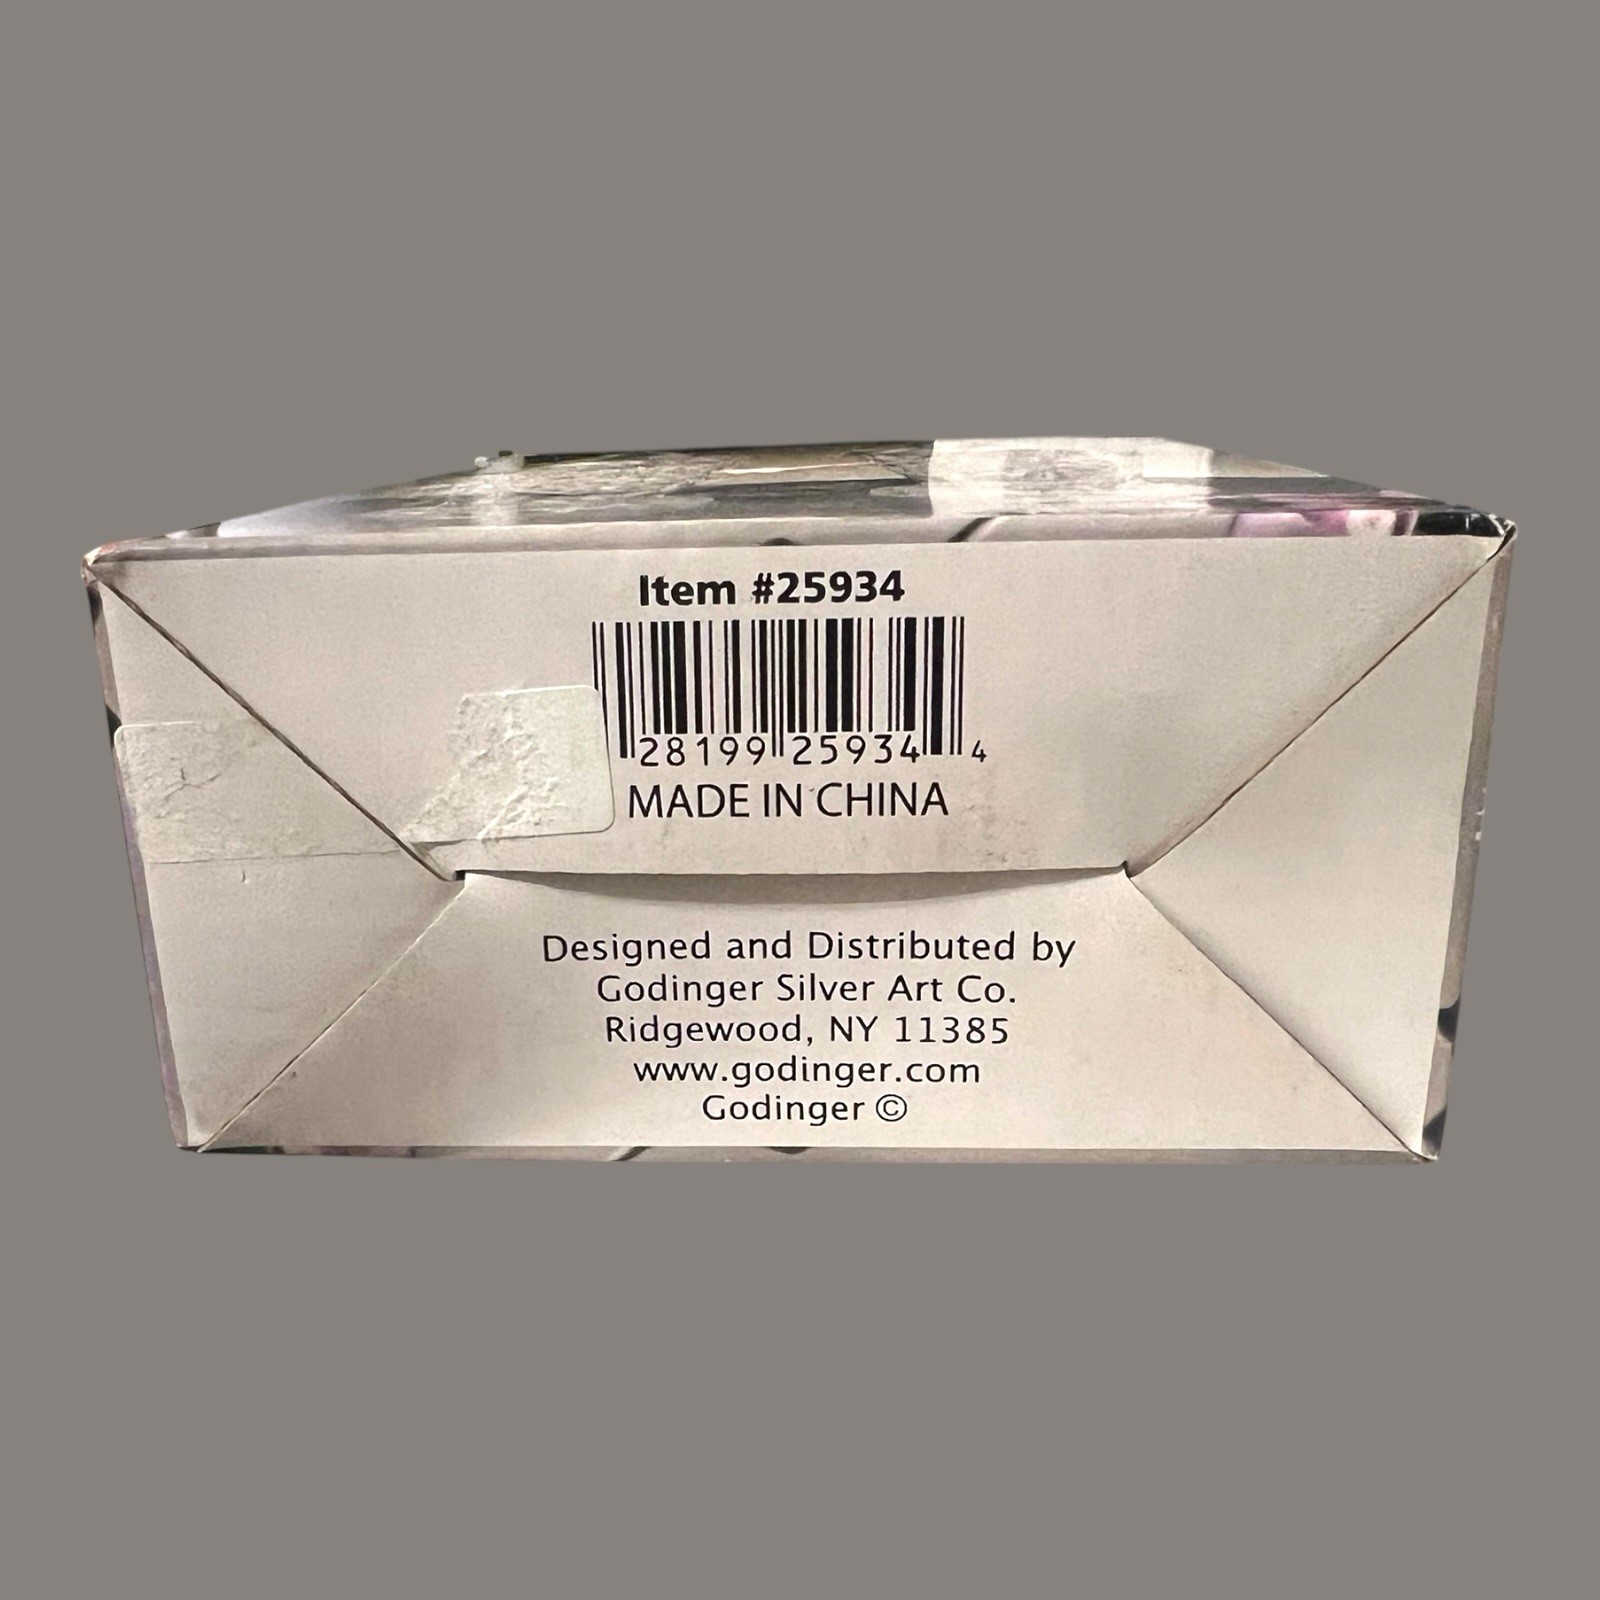 Item #25934
28199 25934 4
MADE IN CHINA
Designed and Distributed by
Godinger Silver Art Co.
Ridgewood, NY 11385
www.godinger.com
Godinger ©